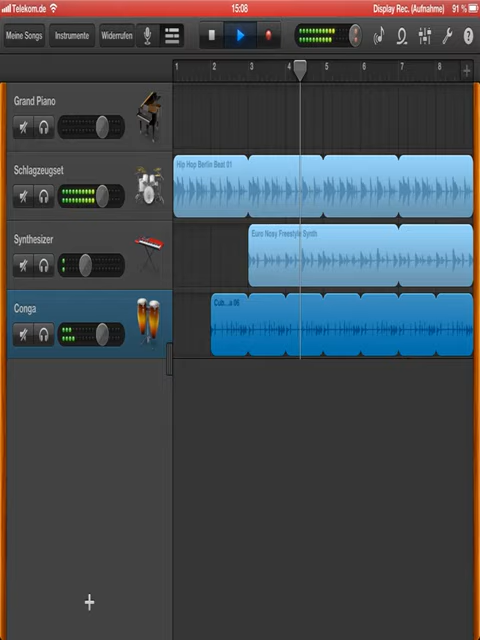 Telekom.de 15:08 Display Rec. (Aufnahme) 91 %
Meine Songs Instrumente Widerrufen ?
1 2 3 4 5 6 7 8 +
Grand Piano
Schlagzeugset
Hip Hop Berlin Beat 01
Synthesizer
Euro Nosy Freestyle Synth
Conga
Cub...a 06
+